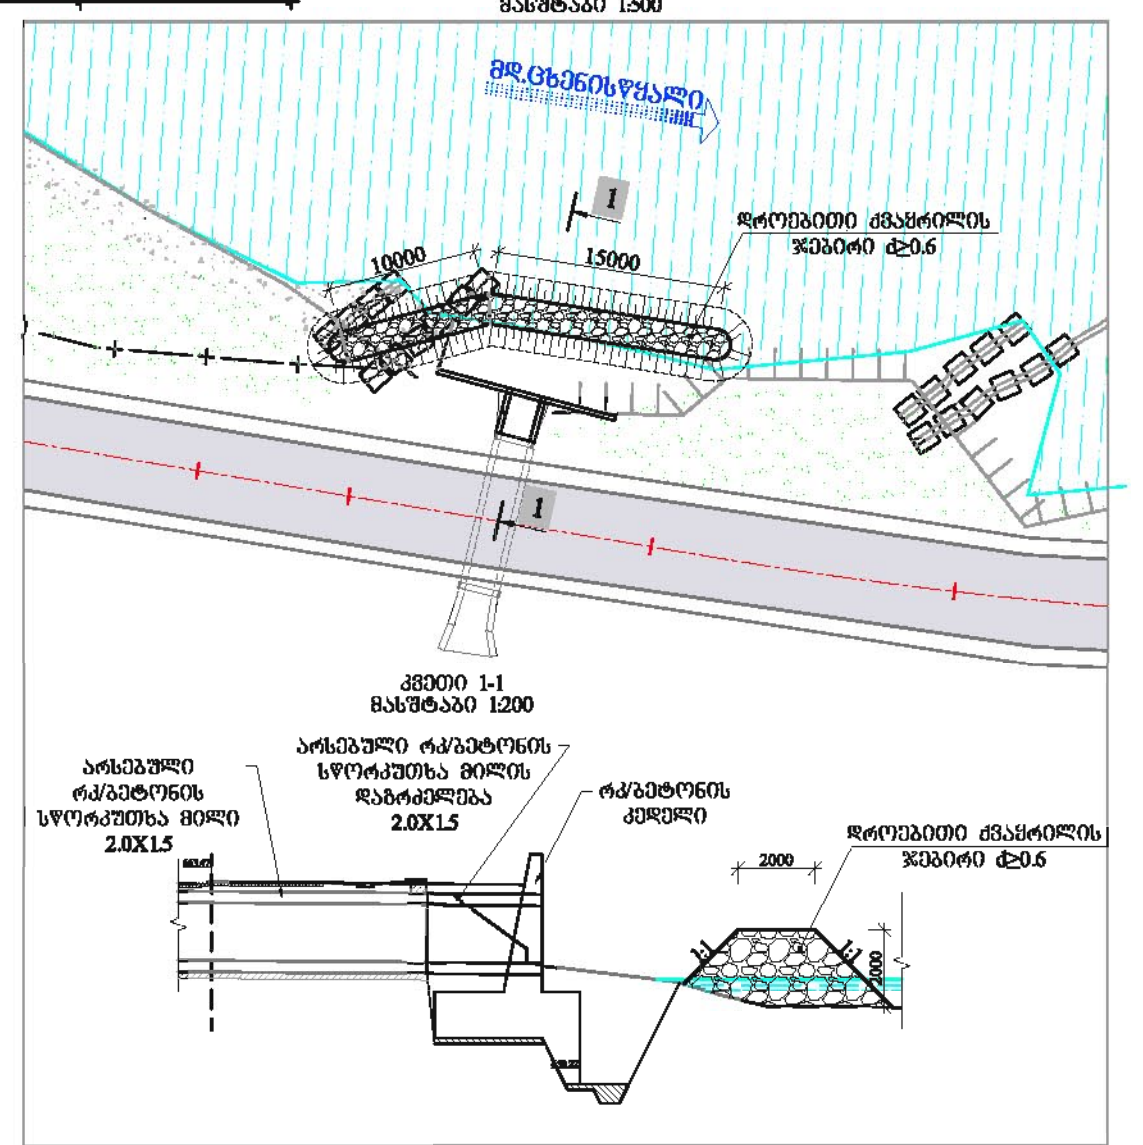 მასშტაბი 1:500
მდ.ცხენისწყალი
1
დროებითი ქვაყრილის
ჯებირი d≥0.6
10000
15000
1
კვეთი 1-1
მასშტაბი 1:200
არსებული რკ/ბეტონის
სწორკუთხა მილის
დაგრძელება
2.0X1.5
არსებული
რკ/ბეტონის
სწორკუთხა მილი
2.0X1.5
რკ/ბეტონის
კედელი
დროებითი ქვაყრილის
ჯებირი d≥0.6
2000
1:1
1:1
2000